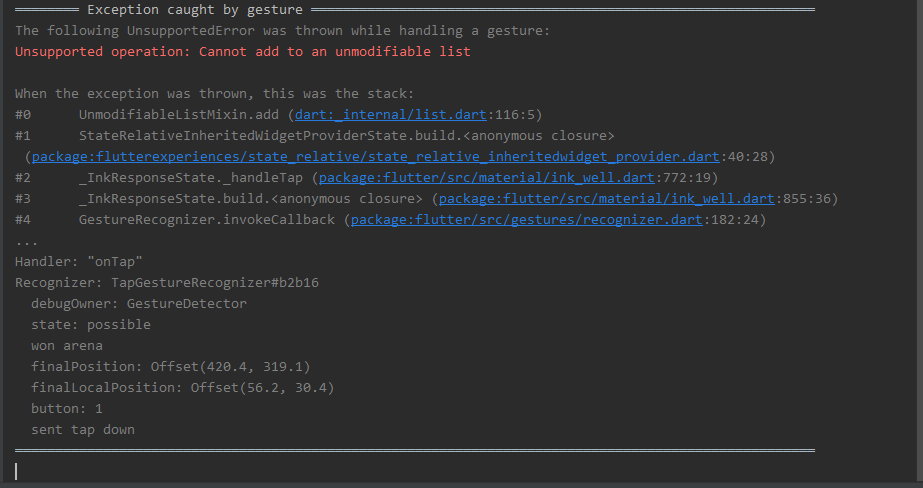 ════════ Exception caught by gesture ═══════════════════════════════════════════════════════════════
The following UnsupportedError was thrown while handling a gesture:
Unsupported operation: Cannot add to an unmodifiable list

When the exception was thrown, this was the stack:
#0      UnmodifiableListMixin.add (dart:_internal/list.dart:116:5)
#1      StateRelativeInheritedWidgetProviderState.build.<anonymous closure>
 (package:flutterexperiences/state_relative/state_relative_inheritedwidget_provider.dart:40:28)
#2      _InkResponseState._handleTap (package:flutter/src/material/ink_well.dart:772:19)
#3      _InkResponseState.build.<anonymous closure> (package:flutter/src/material/ink_well.dart:855:36)
#4      GestureRecognizer.invokeCallback (package:flutter/src/gestures/recognizer.dart:182:24)
...
Handler: "onTap"
Recognizer: TapGestureRecognizer#b2b16
  debugOwner: GestureDetector
  state: possible
  won arena
  finalPosition: Offset(420.4, 319.1)
  finalLocalPosition: Offset(56.2, 30.4)
  button: 1
  sent tap down
════════════════════════════════════════════════════════════════════════════════════════════════════